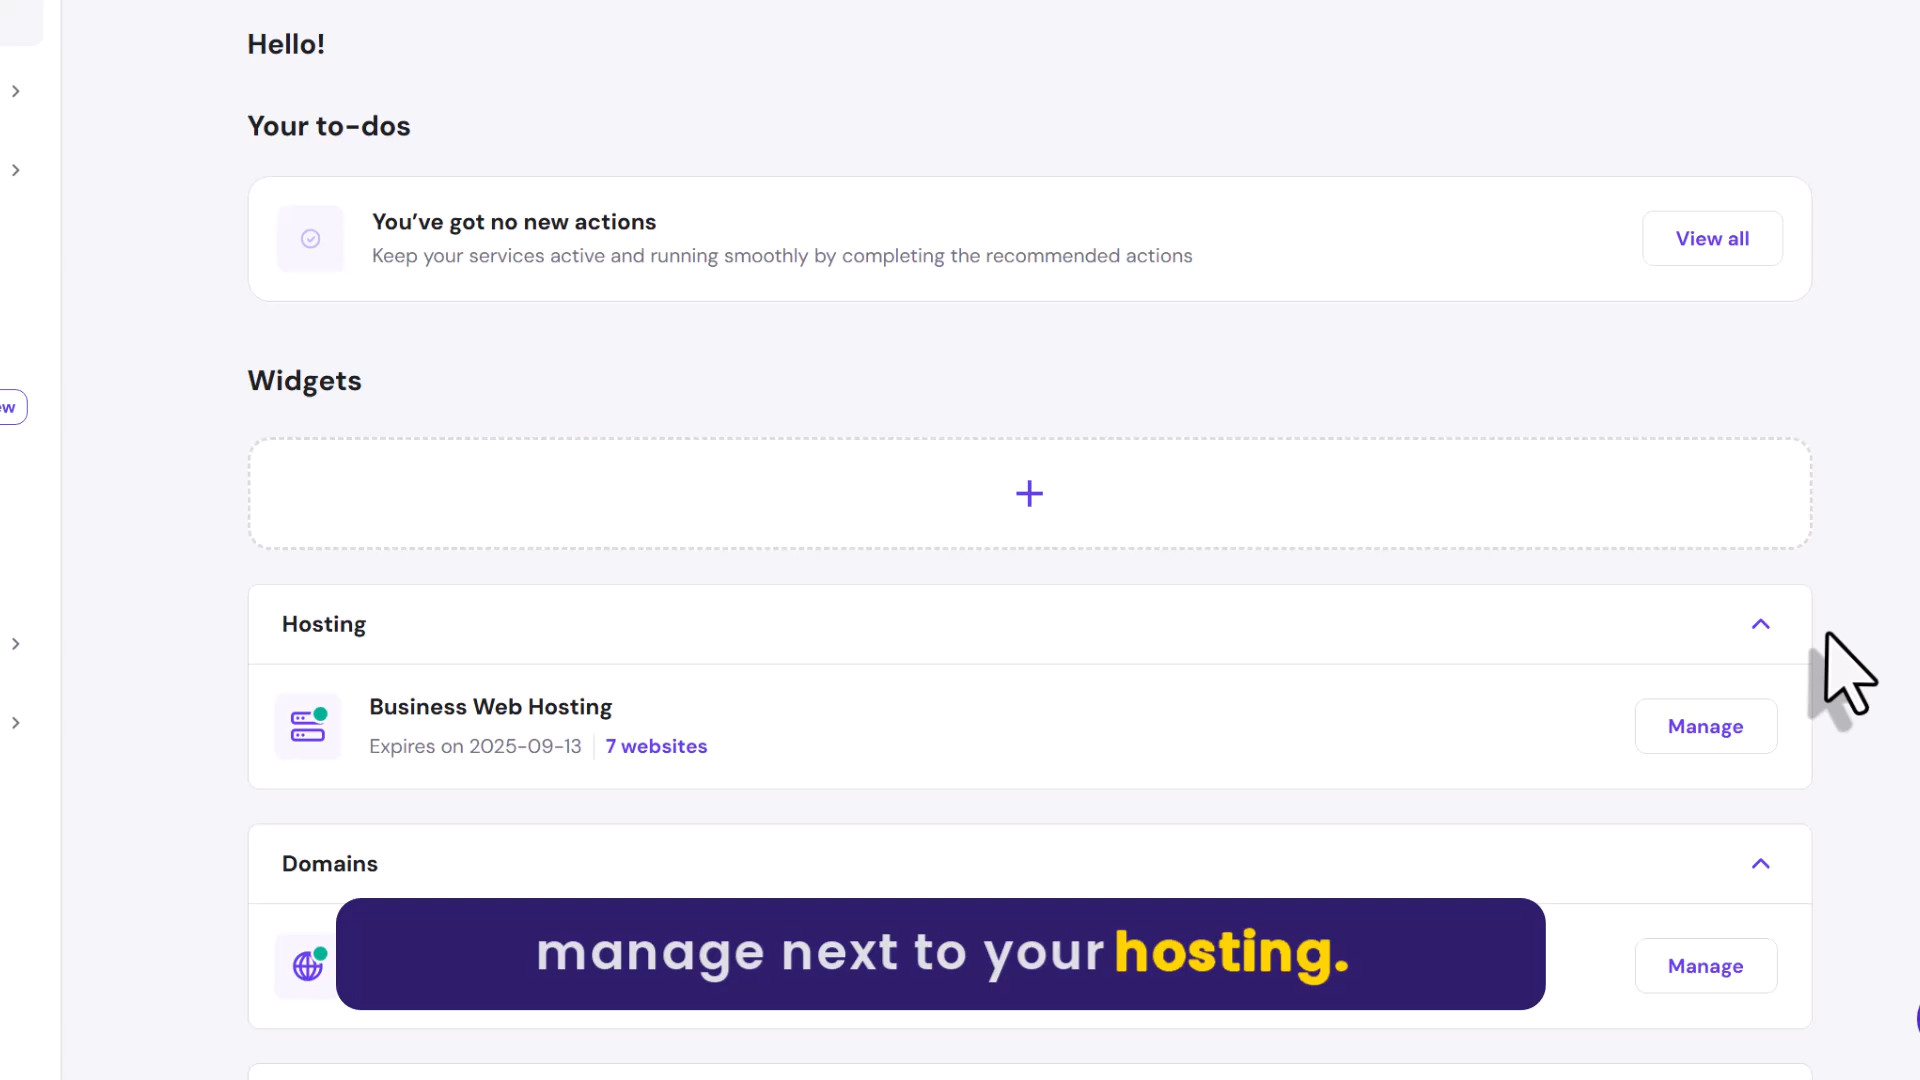 Hello!
Your to-dos
You’ve got no new actions
Keep your services active and running smoothly by completing the recommended actions
View all
ew
Widgets
Hosting
Business Web Hosting
Expires on 2025-09-13
7 websites
Manage
Domains
manage next to your hosting.
Manage